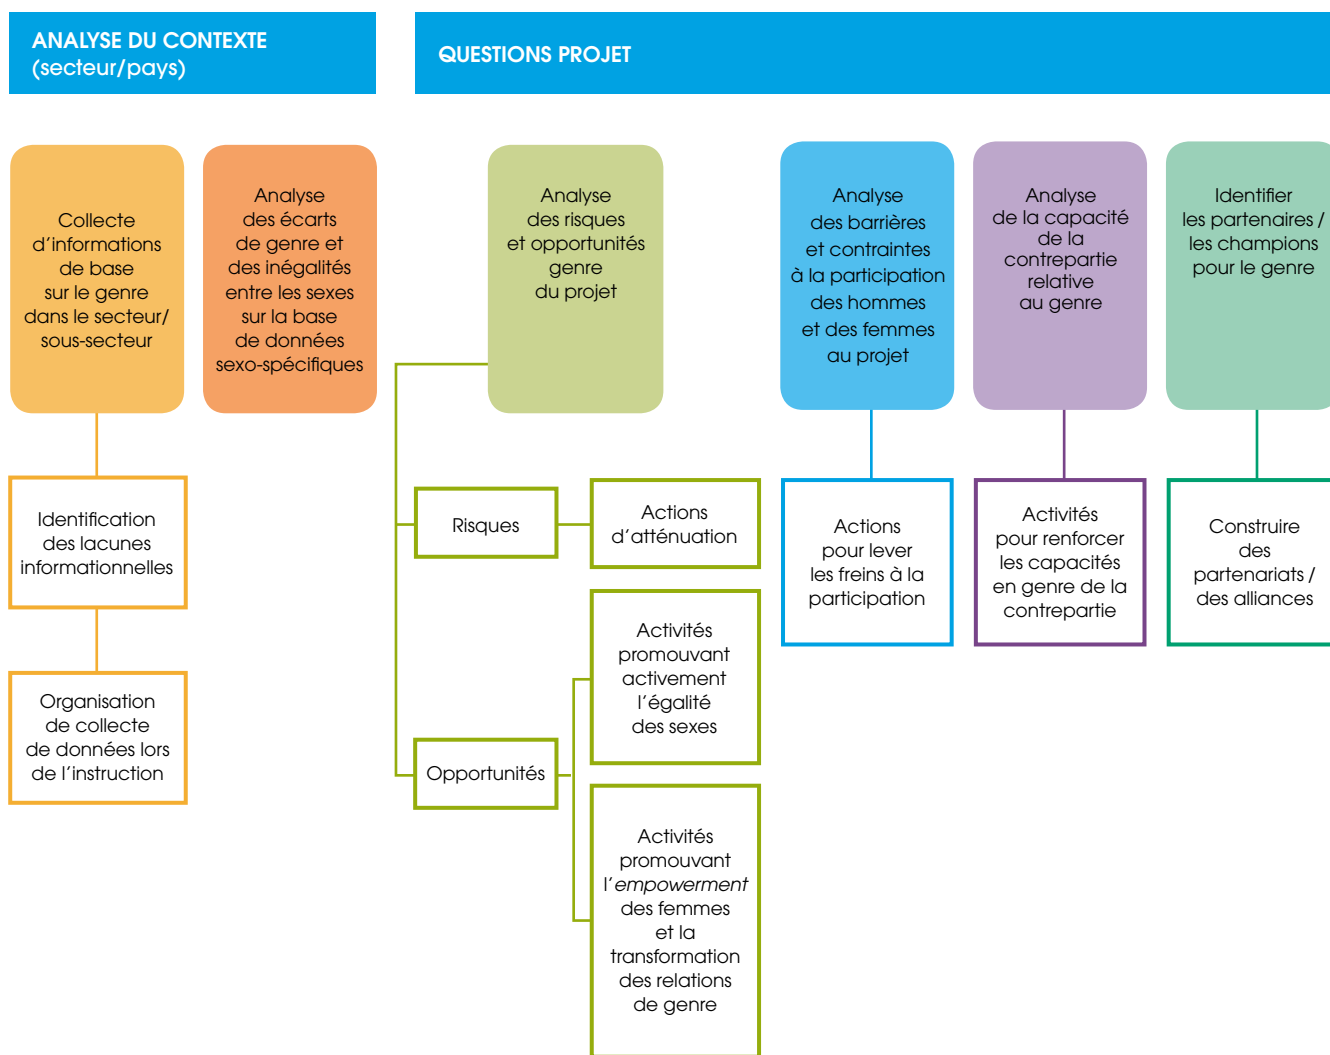 ANALYSE DU CONTEXTE
(secteur/pays)
QUESTIONS PROJET
Collecte
d'informations
de base
sur le genre
dans le secteur/
sous-secteur
Analyse
des écarts
de genre et
des inégalités
entre les sexes
sur la base
de données
sexo-spécifiques
Analyse
des risques
et opportunités
genre
du projet
Analyse
des barrières
et contraintes
à la participation
des hommes
et des femmes
au projet
Analyse
de la capacité
de la
contrepartie
relative
au genre
Identifier
les partenaires /
les champions
pour le genre
Identification
des lacunes
informationnelles
Organisation
de collecte
de données lors
de l'instruction
Risques
Actions
d'atténuation
Opportunités
Activités
promouvant
activement
l'égalité
des sexes
Activités
promouvant
l'empowerment
des femmes
et la
transformation
des relations
de genre
Actions
pour lever
les freins à la
participation
Activités
pour renforcer
les capacités
en genre de la
contrepartie
Construire
des
partenariats /
des alliances